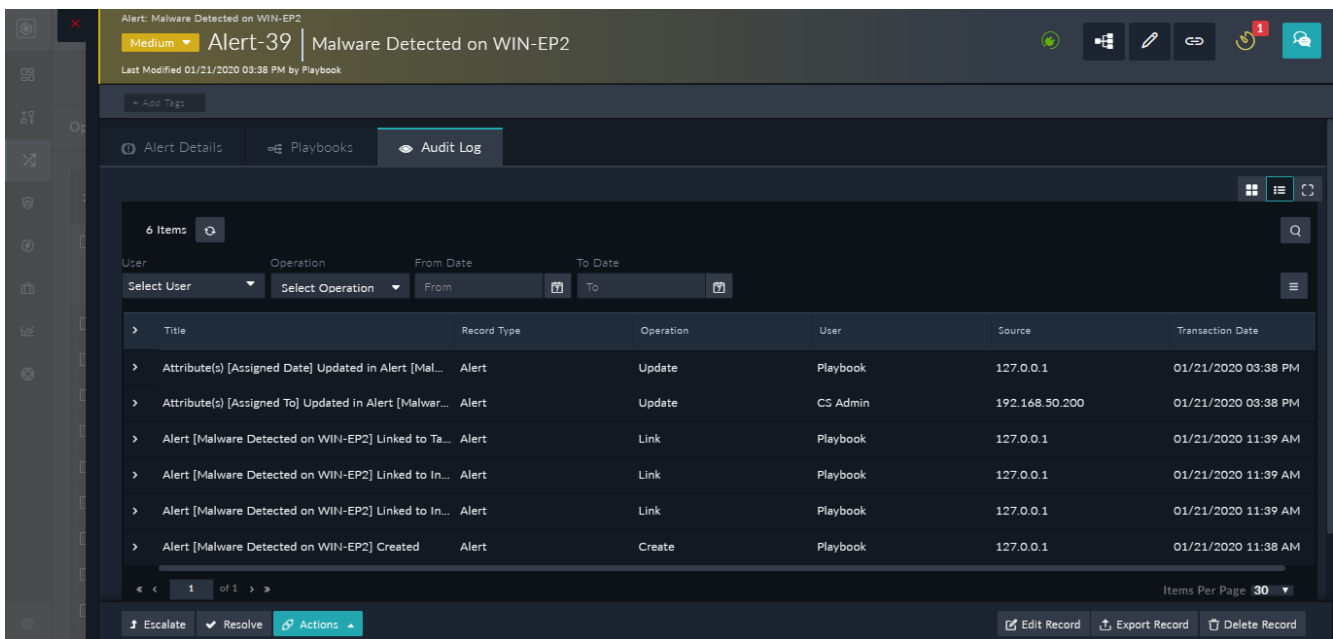 Alert: Malware Detected on WIN-EP2
Medium Alert-39 Malware Detected on WIN-EP2 1
Last Modified 01/21/2020 03:38 PM by Playbook
+ Add Tags
Op
Alert Details Playbooks Audit Log
6 Items
User Operation From Date To Date
Select User Select Operation From To
Title Record Type Operation User Source Transaction Date
Attribute(s) [Assigned Date] Updated in Alert [Mal... Alert Update Playbook 127.0.0.1 01/21/2020 03:38 PM
Attribute(s) [Assigned To] Updated in Alert [Malwar... Alert Update CS Admin 192.168.50.200 01/21/2020 03:38 PM
Alert [Malware Detected on WIN-EP2] Linked to Ta... Alert Link Playbook 127.0.0.1 01/21/2020 11:39 AM
Alert [Malware Detected on WIN-EP2] Linked to In... Alert Link Playbook 127.0.0.1 01/21/2020 11:39 AM
Alert [Malware Detected on WIN-EP2] Linked to In... Alert Link Playbook 127.0.0.1 01/21/2020 11:39 AM
Alert [Malware Detected on WIN-EP2] Created Alert Create Playbook 127.0.0.1 01/21/2020 11:38 AM
« ‹ 1 of 1 › » Items Per Page 30
Escalate Resolve Actions Edit Record Export Record Delete Record